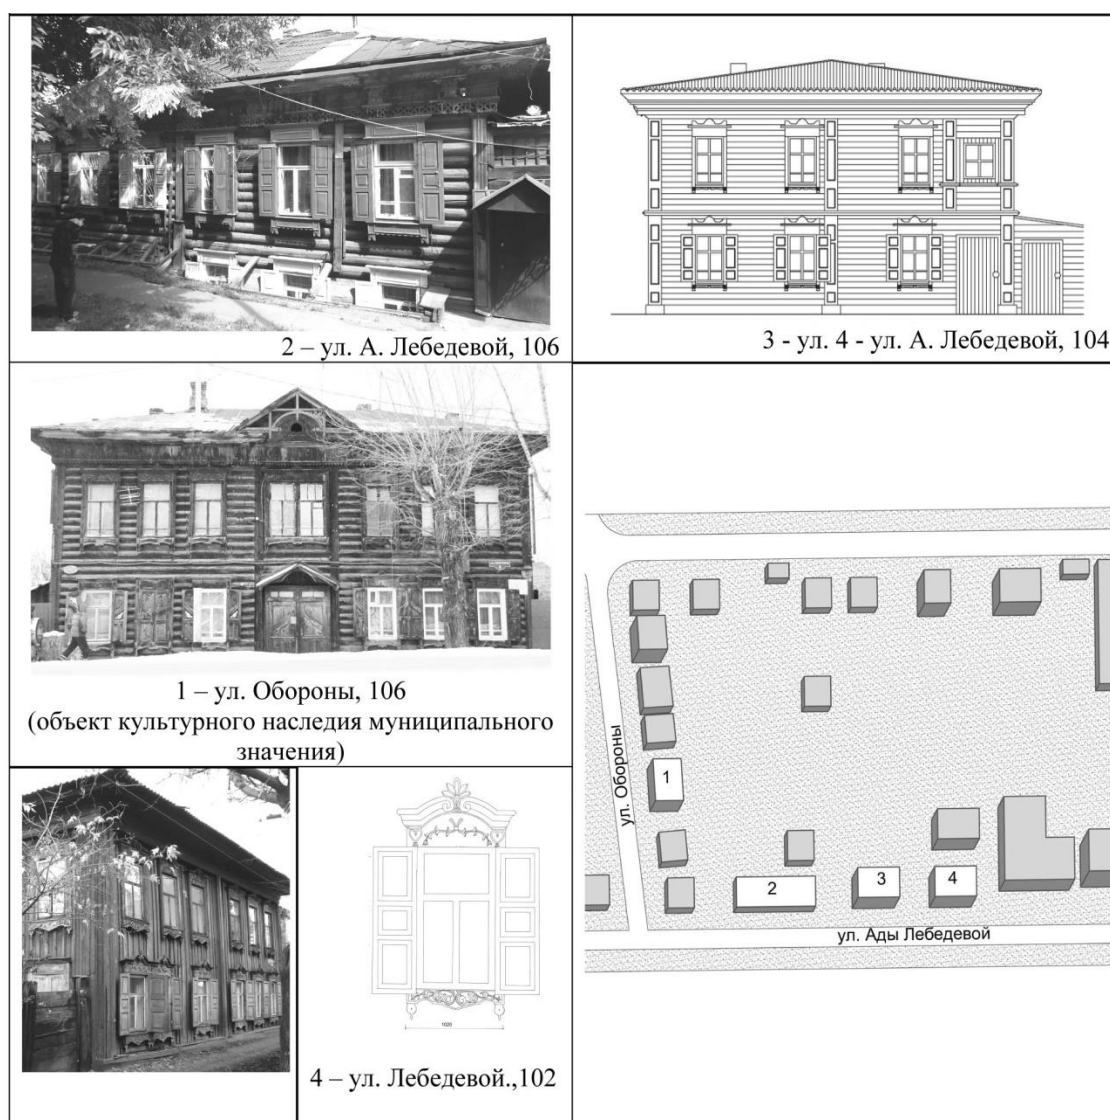 2 – ул. А. Лебедевой, 106
3 - ул. 4 - ул. А. Лебедевой, 104
1 – ул. Обороны, 106
(объект культурного наследия муниципального
значения)
1020
4 – ул. Лебедевой.,102
ул. Обороны
1
2
3
4
ул. Ады Лебедевой